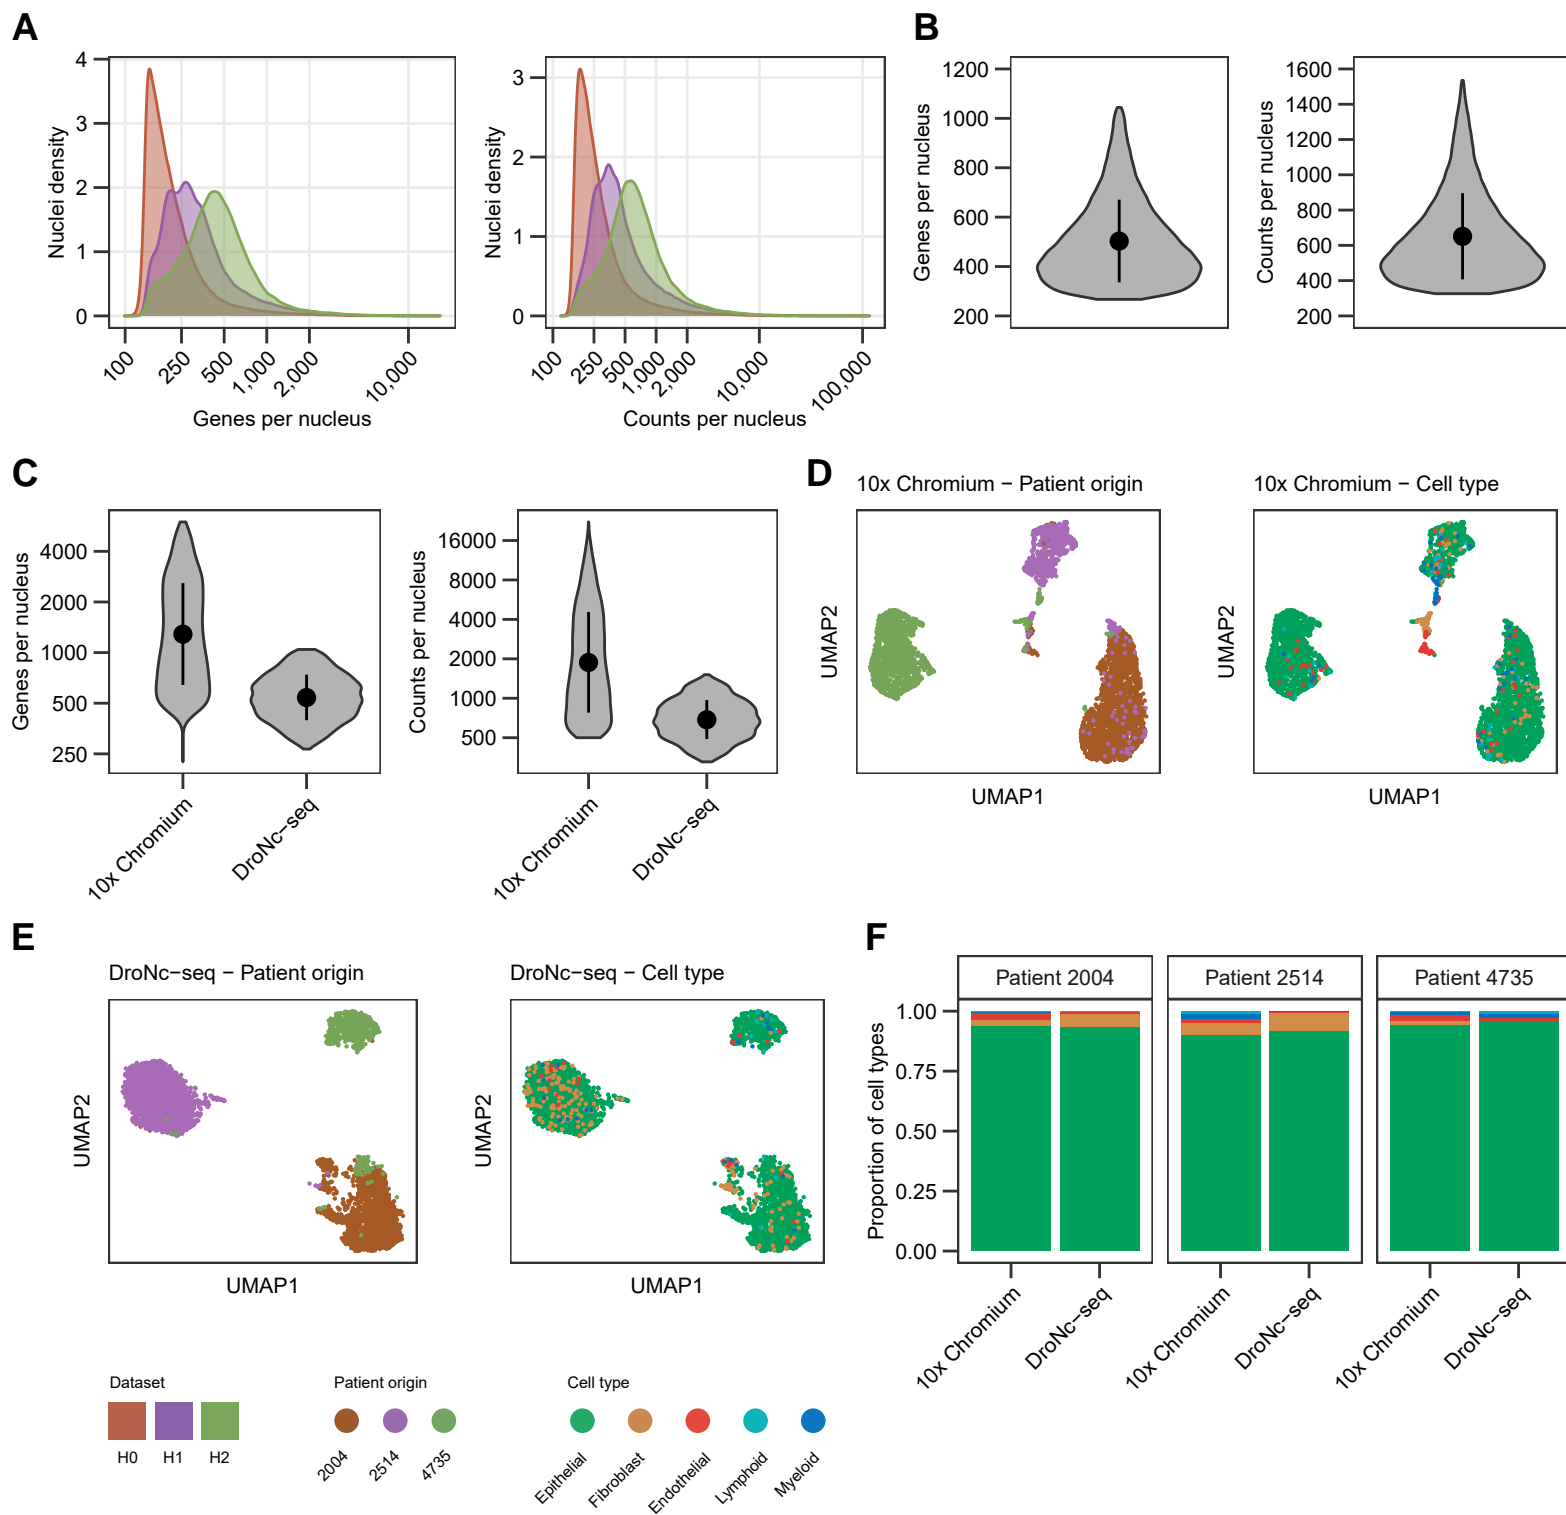 A
4
3
2
1
0
Nuclei density
100
250
500
1,000
2,000
10,000
Genes per nucleus
3
2
1
0
Nuclei density
100
250
500
1,000
2,000
10,000
100,000
Counts per nucleus
B
1200
1000
800
600
400
200
Genes per nucleus
1600
1400
1200
1000
800
600
400
200
Counts per nucleus
C
4000
2000
1000
500
250
Genes per nucleus
10x Chromium
DroNc−seq
16000
8000
4000
2000
1000
500
Counts per nucleus
10x Chromium
DroNc−seq
D
10x Chromium − Patient origin
UMAP2
UMAP1
10x Chromium − Cell type
UMAP2
UMAP1
E
DroNc−seq − Patient origin
UMAP2
UMAP1
DroNc−seq − Cell type
UMAP2
UMAP1
F
Patient 2004
Patient 2514
Patient 4735
1.00
0.75
0.50
0.25
0.00
Proportion of cell types
10x Chromium
DroNc−seq
10x Chromium
DroNc−seq
10x Chromium
DroNc−seq
Dataset
H0
H1
H2
Patient origin
2004
2514
4735
Cell type
Epithelial
Fibroblast
Endothelial
Lymphoid
Myeloid